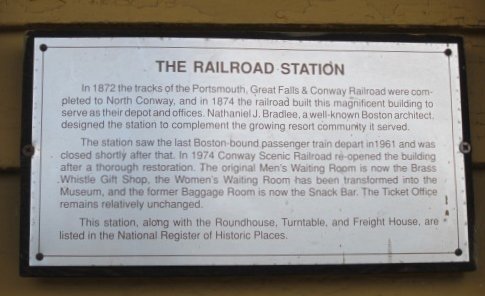 THE RAILROAD STATION
In 1872 the tracks of the Portsmouth, Great Falls & Conway Railroad were com-
pleted to North Conway, and in 1874 the railroad built this magnificent building to
serve as their depot and offices. Nathaniel J. Bradlee, a well-known Boston architect,
designed the station to complement the growing resort community it served.
The station saw the last Boston-bound passenger train depart in 1961 and was
closed shortly after that. In 1974 Conway Scenic Railroad re-opened the building
after a thorough restoration. The original Men's Waiting Room is now the Brass
Whistle Gift Shop, the Women's Waiting Room has been transformed into the
Museum, and the former Baggage Room is now the Snack Bar. The Ticket Office
remains relatively unchanged.
This station, along with the Roundhouse, Turntable, and Freight House, are
listed in the National Register of Historic Places.